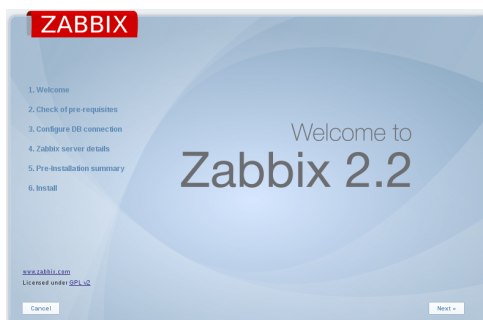 ZABBIX
1. Welcome
2. Check of pre-requisites
3. Configure DB connection
4. Zabbix server details
5. Pre-Installation summary
6. Install
Welcome to
Zabbix 2.2
www.zabbix.com
Licensed under GPL v2
Cancel
Next »